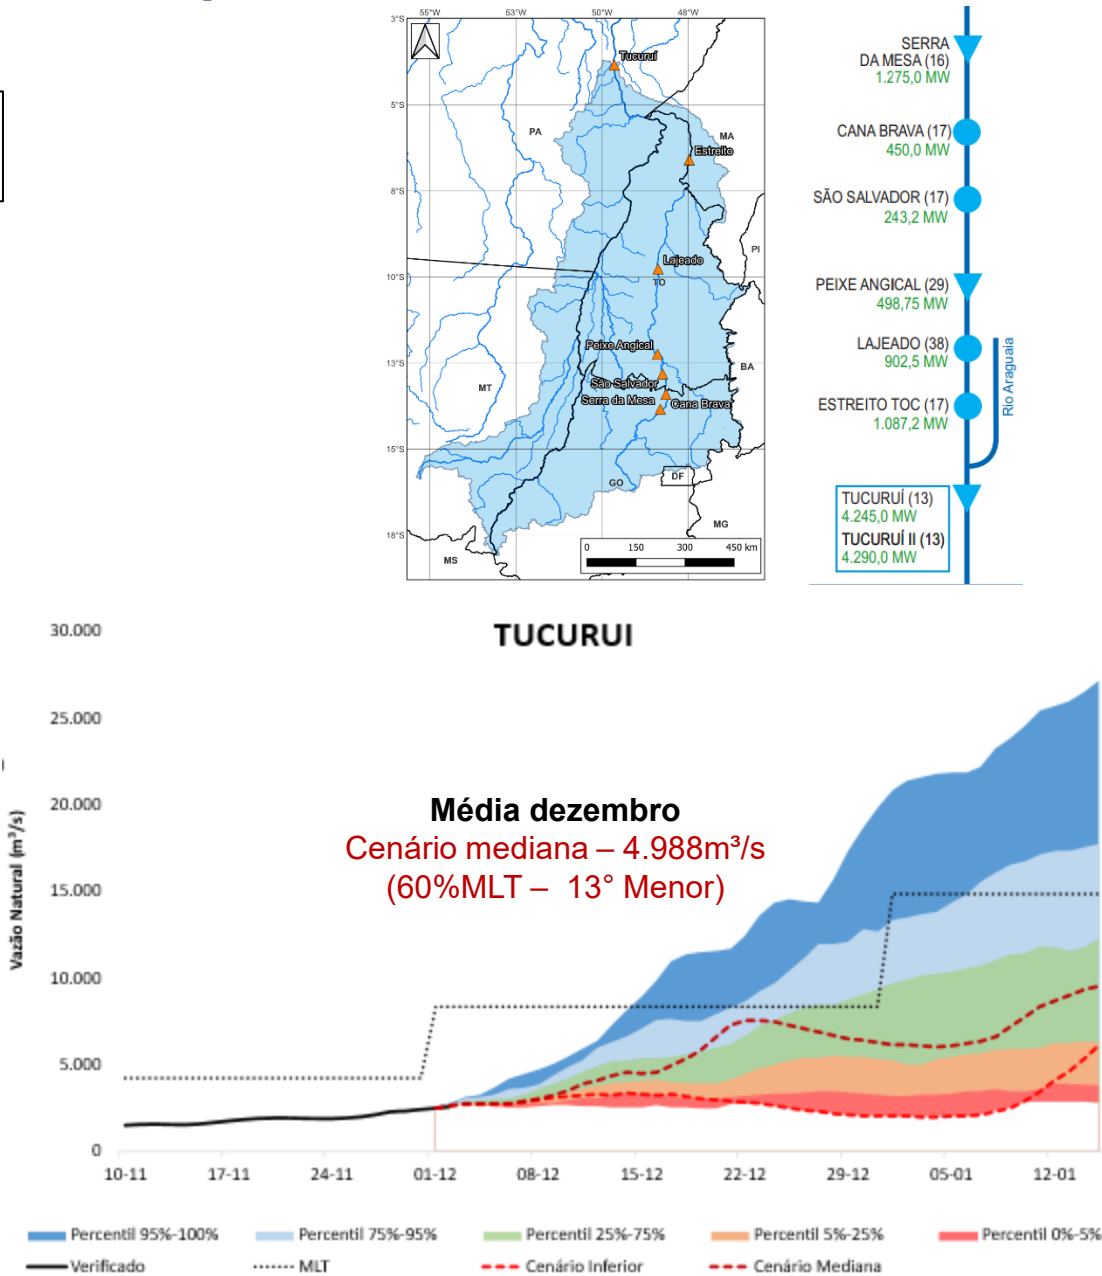 55°W 53°W 50°W 48°W
3°S
5°S
8°S
10°S
13°S
15°S
18°S
Tucuruí
PA
MA
Estreito
PI
Lajeado
TO
Peixe Angical
BA
MT
São Salvador
Serra da Mesa
Cana Brava
GO
DF
MG
MS
0 150 300 450 km
SERRA
DA MESA (16)
1.275,0 MW
CANA BRAVA (17)
450,0 MW
SÃO SALVADOR (17)
243,2 MW
PEIXE ANGICAL (29)
498,75 MW
LAJEADO (38)
902,5 MW
Rio Araguaia
ESTREITO TOC (17)
1.087,2 MW
TUCURUÍ (13)
4.245,0 MW
TUCURUÍ II (13)
4.290,0 MW
TUCURUI
Vazão Natural (m³/s)
30.000
25.000
20.000
15.000
10.000
5.000
0
Média dezembro
Cenário mediana – 4.988m³/s
(60%MLT – 13° Menor)
10-11 17-11 24-11 01-12 08-12 15-12 22-12 29-12 05-01 12-01
Percentil 95%-100% Percentil 75%-95% Percentil 25%-75% Percentil 5%-25% Percentil 0%-5%
Verificado MLT Cenário Inferior Cenário Mediana